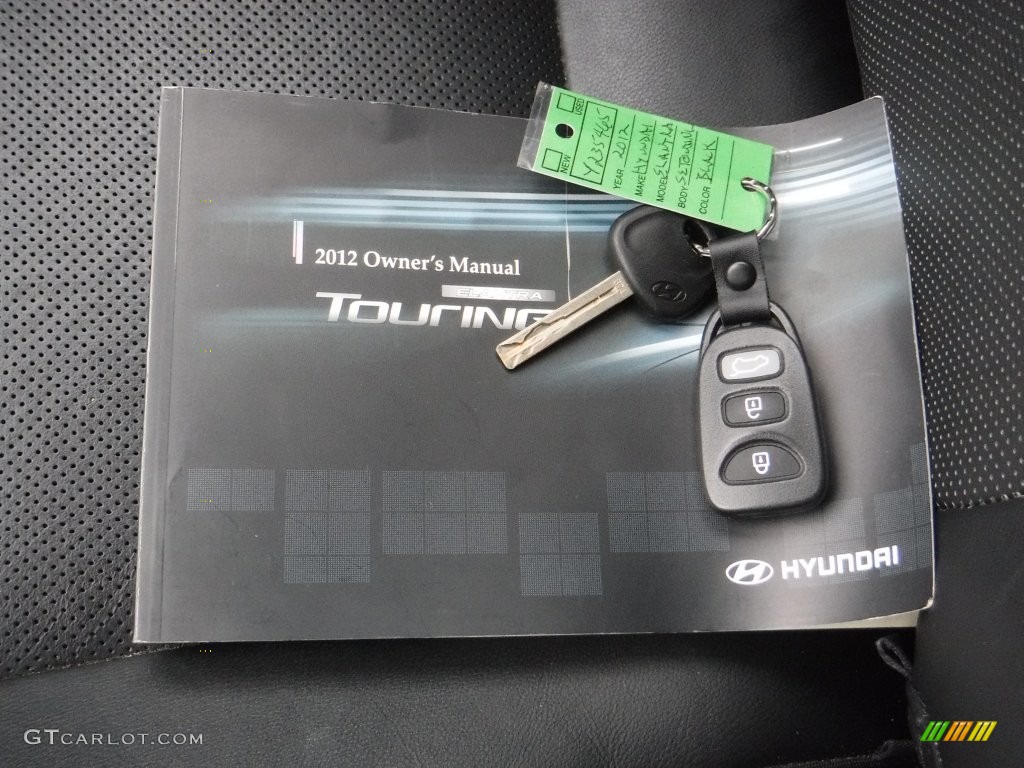 USED
NEW
Y235465
YEAR 2012
MAKE HYUNDAI
MODEL ELANTRA
BODY
COLOR BLACK
2012 Owner's Manual
ELANTRA
TOURING
HYUNDAI
GTCARLOT.COM